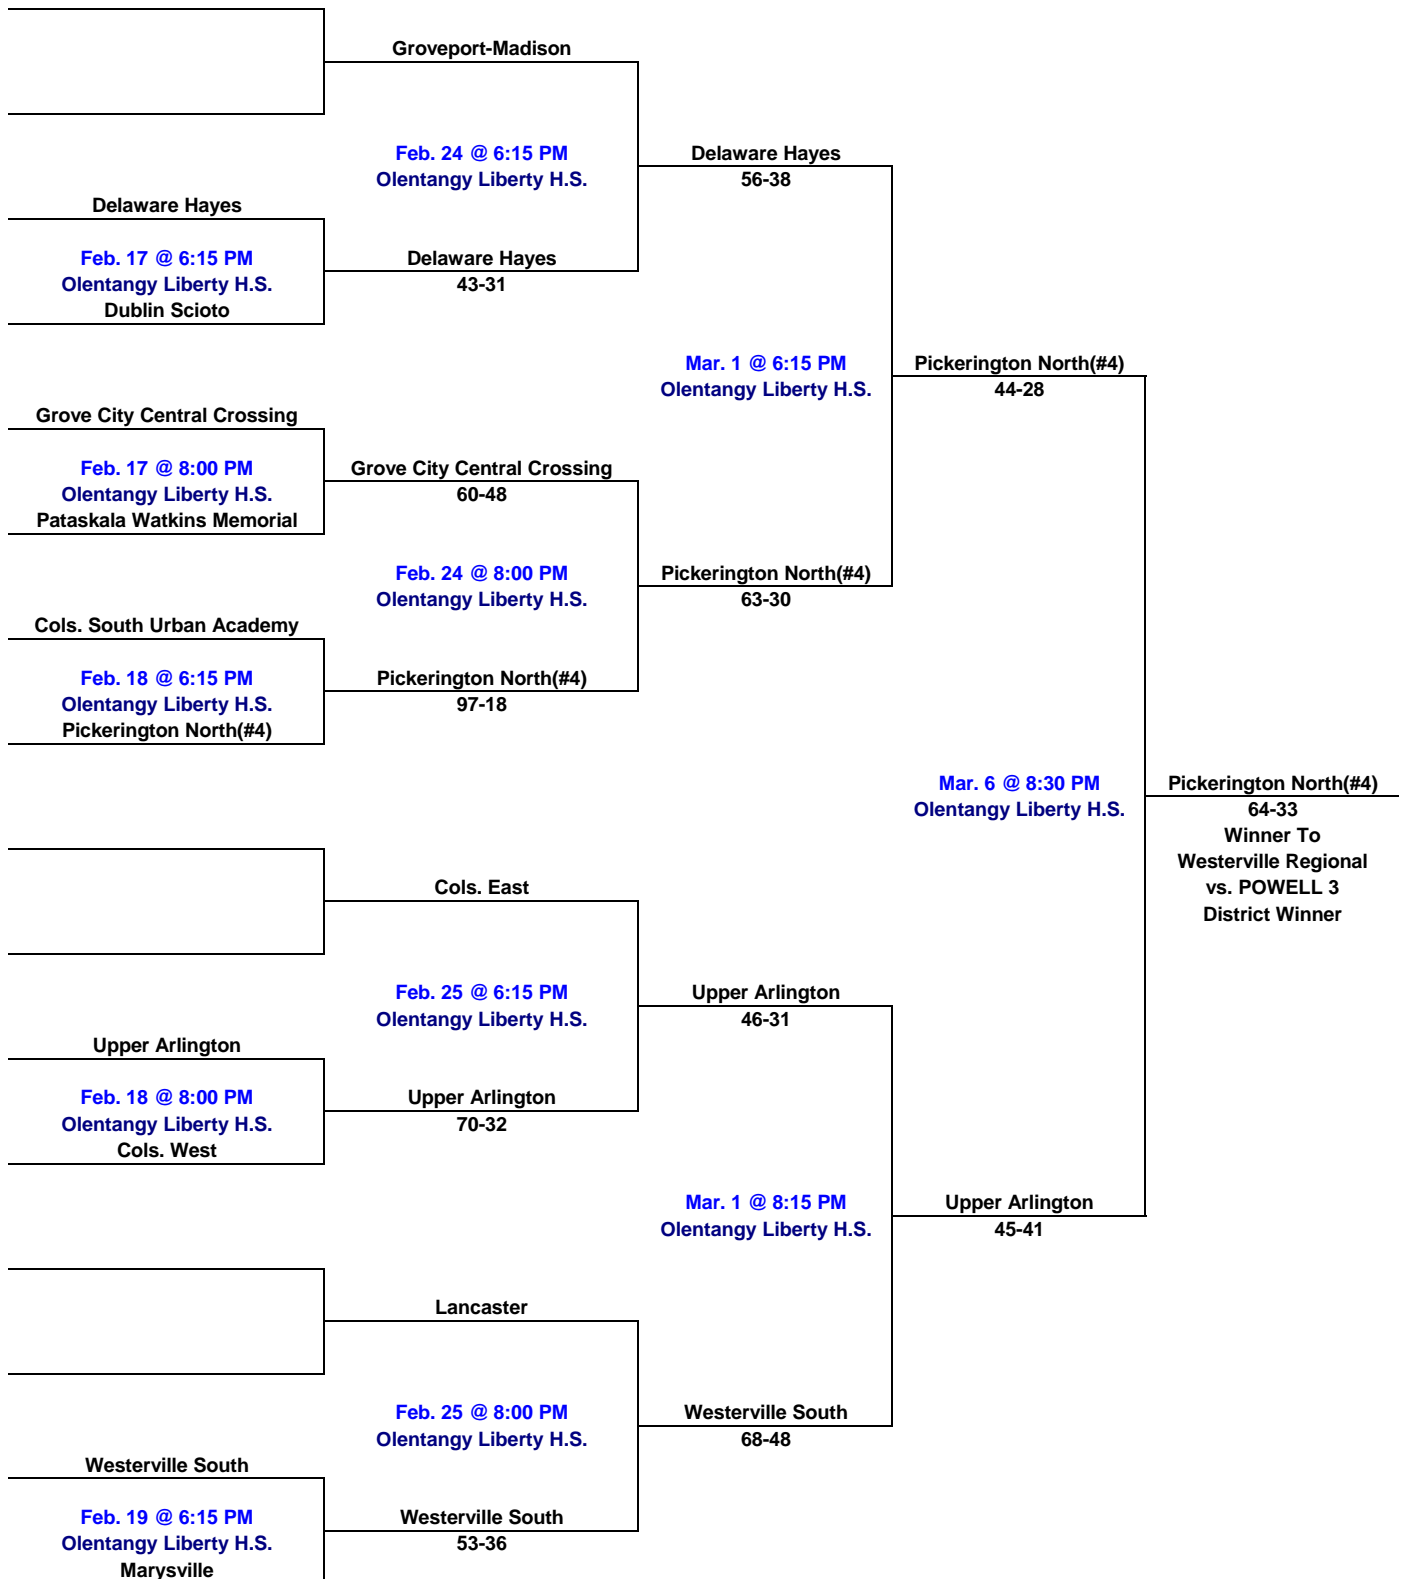 Groveport-Madison
Feb. 24 @ 6:15 PM
Olentangy Liberty H.S.
Delaware Hayes
56-38
Delaware Hayes
Feb. 17 @ 6:15 PM
Olentangy Liberty H.S.
Dublin Scioto
Delaware Hayes
43-31
Mar. 1 @ 6:15 PM
Olentangy Liberty H.S.
Pickerington North(#4)
44-28
Grove City Central Crossing
Feb. 17 @ 8:00 PM
Olentangy Liberty H.S.
Pataskala Watkins Memorial
Grove City Central Crossing
60-48
Feb. 24 @ 8:00 PM
Olentangy Liberty H.S.
Pickerington North(#4)
63-30
Cols. South Urban Academy
Feb. 18 @ 6:15 PM
Olentangy Liberty H.S.
Pickerington North(#4)
Pickerington North(#4)
97-18
Mar. 6 @ 8:30 PM
Olentangy Liberty H.S.
Pickerington North(#4)
64-33
Winner To
Westerville Regional
vs. POWELL 3
District Winner
Cols. East
Feb. 25 @ 6:15 PM
Olentangy Liberty H.S.
Upper Arlington
46-31
Upper Arlington
Feb. 18 @ 8:00 PM
Olentangy Liberty H.S.
Cols. West
Upper Arlington
70-32
Mar. 1 @ 8:15 PM
Olentangy Liberty H.S.
Upper Arlington
45-41
Lancaster
Feb. 25 @ 8:00 PM
Olentangy Liberty H.S.
Westerville South
68-48
Westerville South
Feb. 19 @ 6:15 PM
Olentangy Liberty H.S.
Marysville
Westerville South
53-36